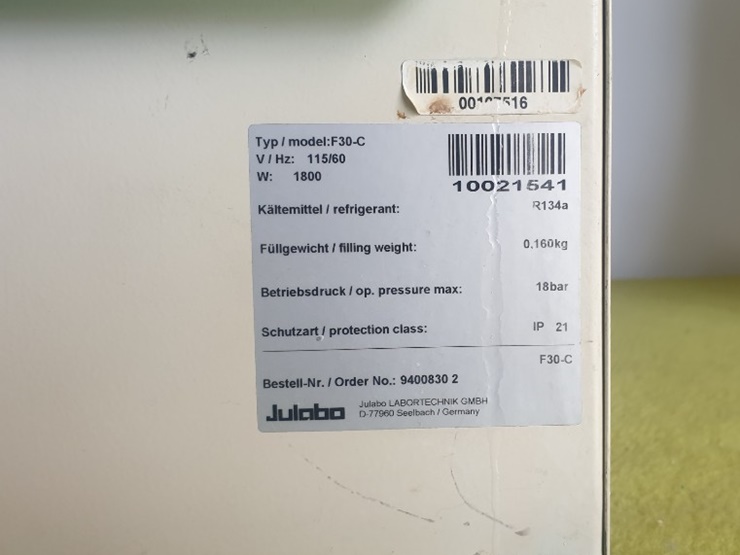 Typ / model:F30-C
V / Hz: 115/60
W: 1800
10021541
Kältemittel / refrigerant: R134a
Füllgewicht / filling weight: 0,160kg
Betriebsdruck / op. pressure max: 18bar
Schutzart / protection class: IP 21
F30-C
Bestell-Nr. / Order No.: 9400830 2
Julabo
Julabo LABORTECHNIK GMBH
D-77960 Seelbach / Germany